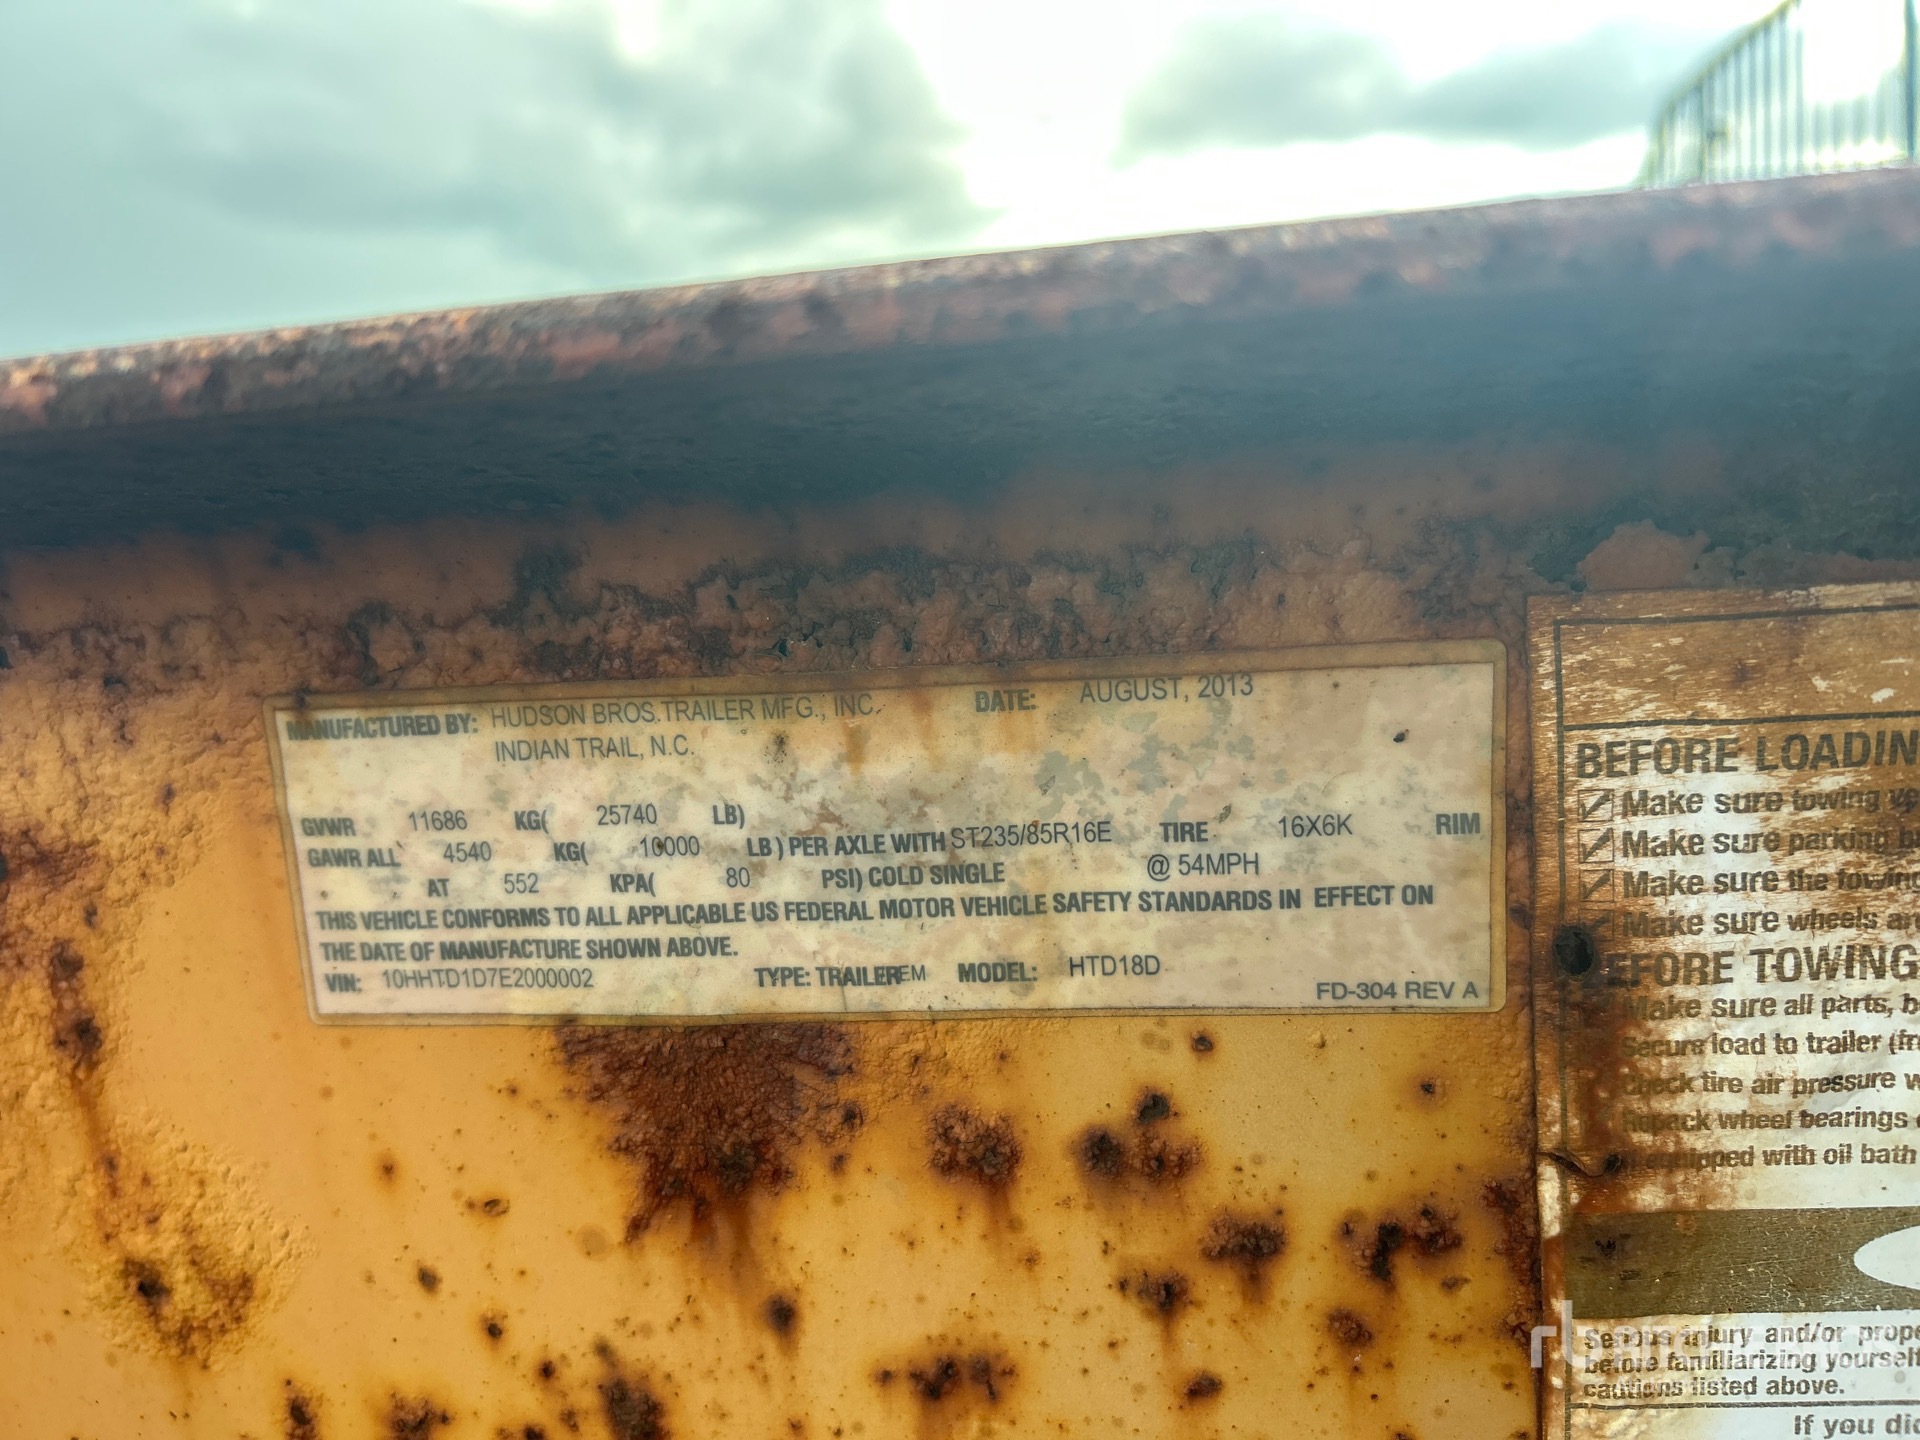 MANUFACTURED BY: HUDSON BROS. TRAILER MFG., INC. DATE: AUGUST, 2013
INDIAN TRAIL, N.C.
GVWR 11686 KG( 25740 LB)
GAWR ALL 4540 KG( 10000 LB) PER AXLE WITH ST235/85R16E TIRE 16X6K RIM
AT 552 KPA( 80 PSI) COLD SINGLE @ 54MPH
THIS VEHICLE CONFORMS TO ALL APPLICABLE US FEDERAL MOTOR VEHICLE SAFETY STANDARDS IN EFFECT ON
THE DATE OF MANUFACTURE SHOWN ABOVE.
VIN: 10HHTD1D7E2000002 TYPE: TRAILER MODEL: HTD18D
FD-304 REV A
BEFORE LOADIN
Make sure towing
Make sure parking
Make sure the towing
Make sure wheels
BEFORE TOWING
Make sure all parts,
Secure load to trailer
Check tire air pressure
Repack wheel bearings
equipped with oil bath
Serious injury and/or
before familiarizing yourself
cautions listed above.
If you